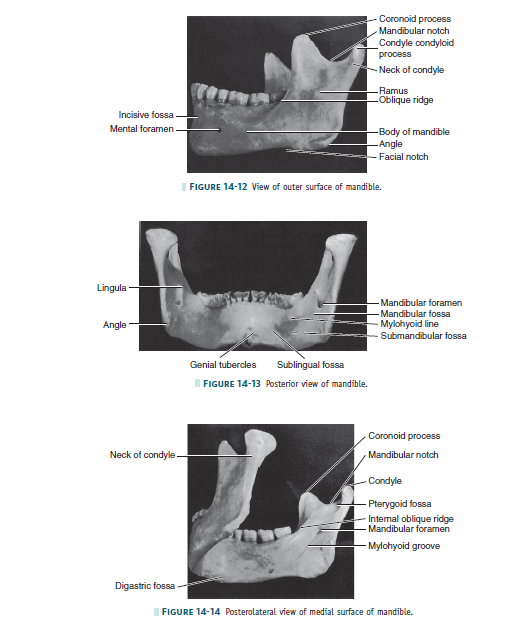 Coronoid process
Mandibular notch
Condyle condyloid
process
Neck of condyle
Ramus
Oblique ridge
Incisive fossa
Mental foramen
Body of mandible
Angle
Facial notch
FIGURE 14-12 View of outer surface of mandible.
Lingula
Angle
Mandibular foramen
Mandibular fossa
Mylohyoid line
Submandibular fossa
Genial tubercles
Sublingual fossa
FIGURE 14-13 Posterior view of mandible.
Coronoid process
Neck of condyle
Mandibular notch
Condyle
Pterygoid fossa
Internal oblique ridge
Mandibular foramen
Mylohyoid groove
Digastric fossa
FIGURE 14-14 Posterolateral view of medial surface of mandible.